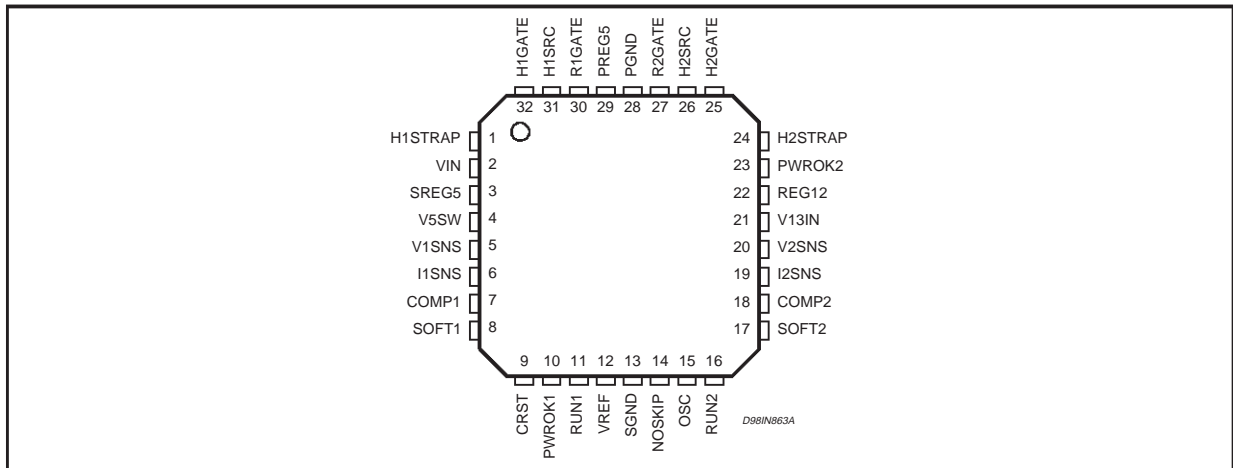 H1GATE
H1SRC
R1GATE
PREG5
PGND
R2GATE
H2SRC
H2GATE
32 31 30 29 28 27 26 25
H1STRAP 1 24 H2STRAP
VIN 2 23 PWROK2
SREG5 3 22 REG12
V5SW 4 21 V13IN
V1SNS 5 20 V2SNS
I1SNS 6 19 I2SNS
COMP1 7 18 COMP2
SOFT1 8 17 SOFT2
9 10 11 12 13 14 15 16
CRST
PWROK1
RUN1
VREF
SGND
NOSKIP
OSC
RUN2
D98IN863A